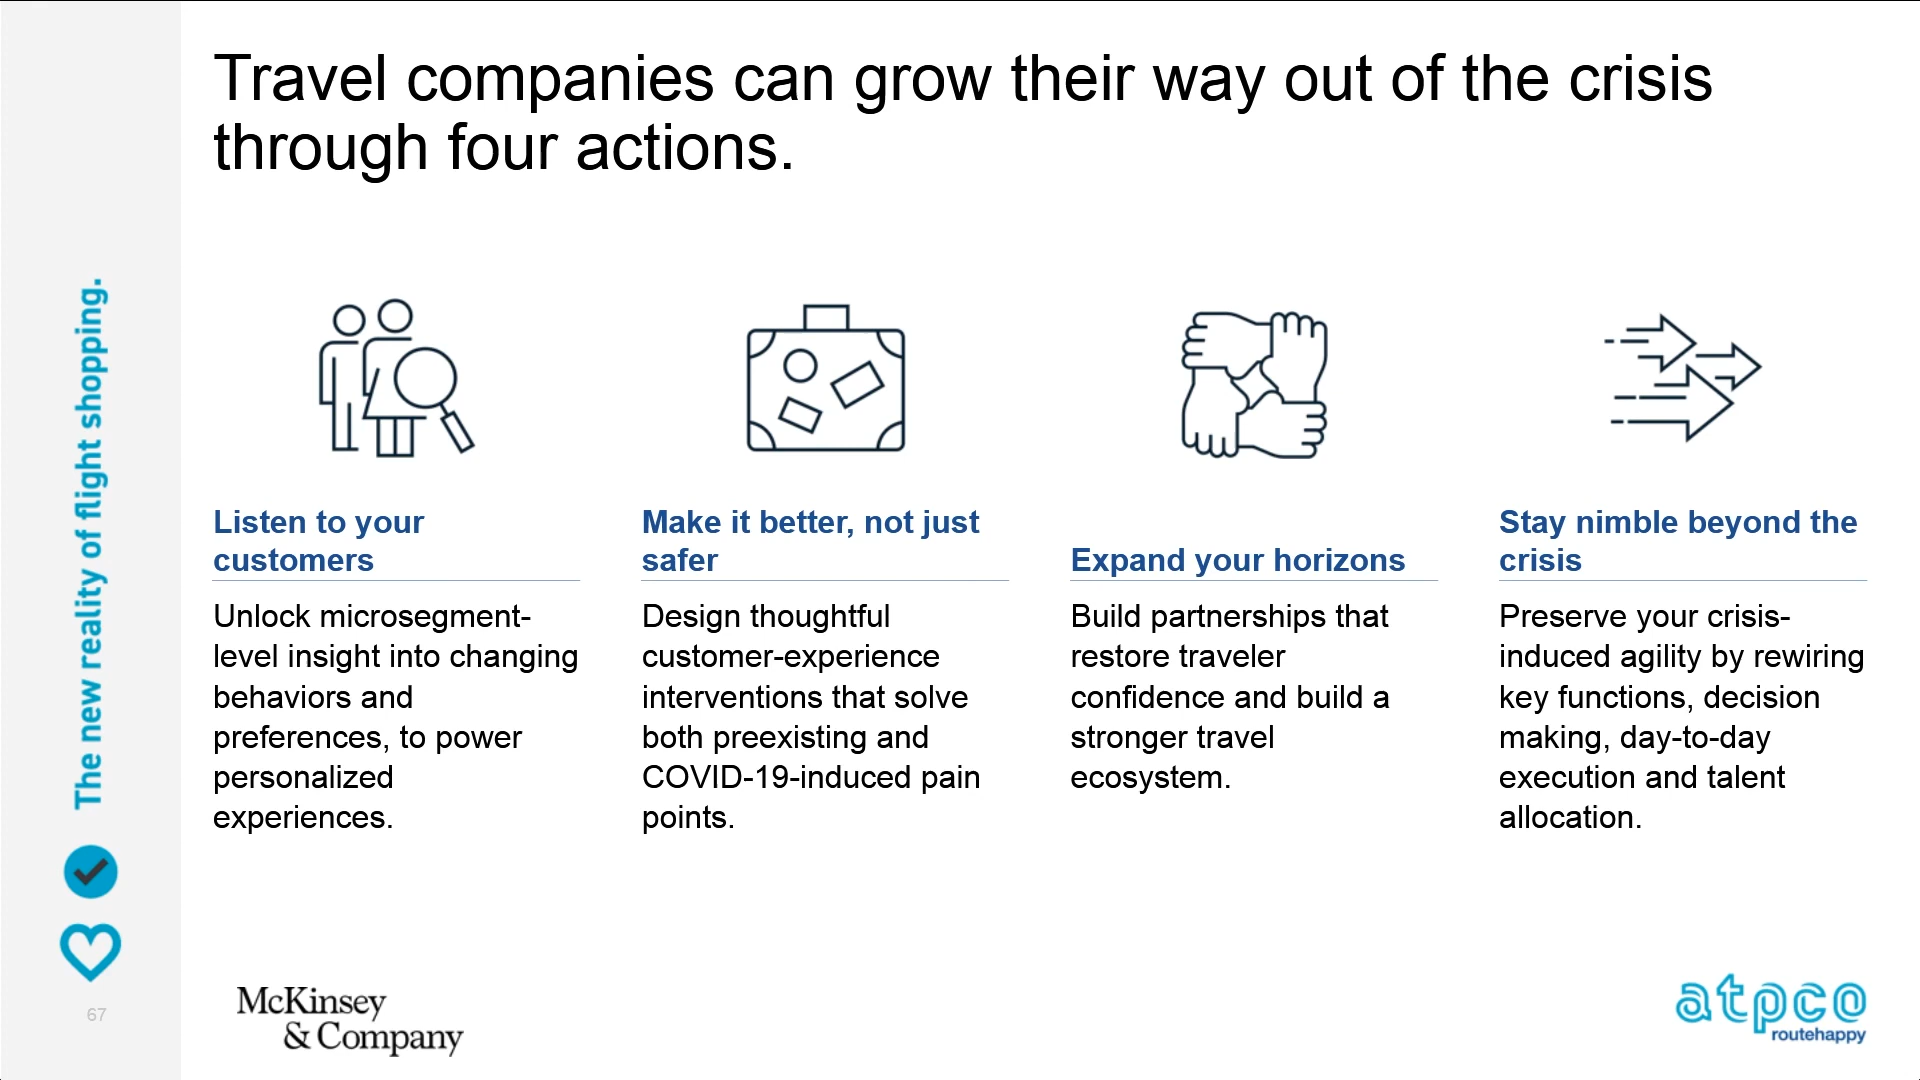 Travel companies can grow their way out of the crisis
through four actions.
The new reality of flight shopping.
Listen to your
customers
Unlock microsegment-
level insight into changing
behaviors and
preferences, to power
personalized
experiences.
Make it better, not just
safer
Design thoughtful
customer-experience
interventions that solve
both preexisting and
COVID-19-induced pain
points.
Expand your horizons
Build partnerships that
restore traveler
confidence and build a
stronger travel
ecosystem.
Stay nimble beyond the
crisis
Preserve your crisis-
induced agility by rewiring
key functions, decision
making, day-to-day
execution and talent
allocation.
67
McKinsey
& Company
atpco
routehappy